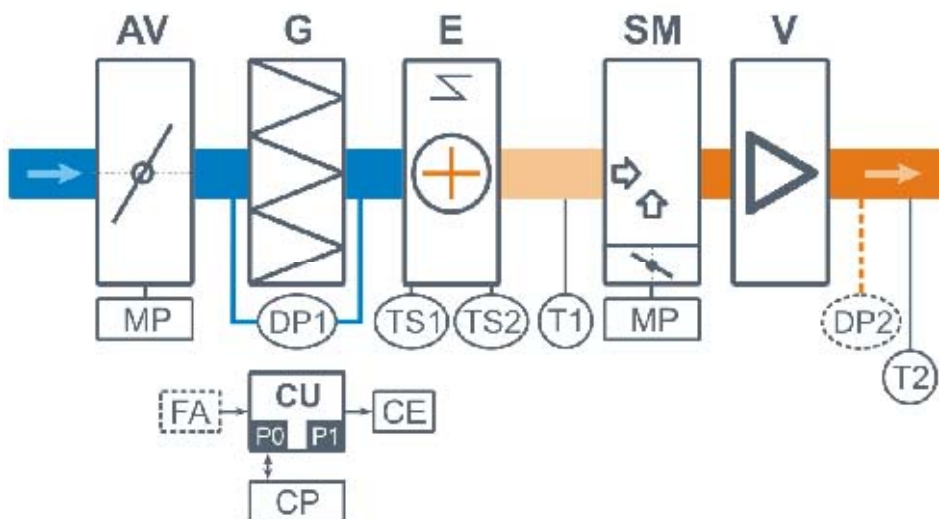 AV G E SM V
MP DP1 TS1 TS2 T1 MP DP2
T2
FA CU CE
P0 P1
CP